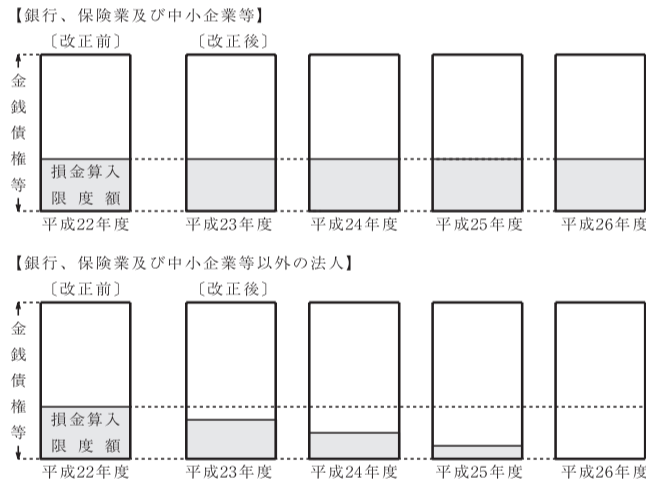 【銀行、保険業及び中小企業等】
〔改正前〕 〔改正後〕
金銭債権等
損金算入
限度額
平成22年度 平成23年度 平成24年度 平成25年度 平成26年度
【銀行、保険業及び中小企業等以外の法人】
〔改正前〕 〔改正後〕
金銭債権等
損金算入
限度額
平成22年度 平成23年度 平成24年度 平成25年度 平成26年度